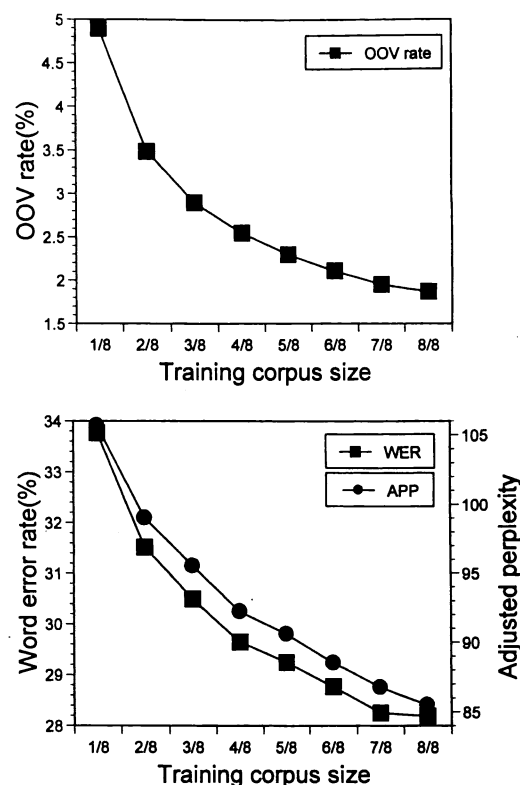 5
4.5
4
3.5
3
2.5
2
1.5
OOV rate(%)
OOV rate
1/8 2/8 3/8 4/8 5/8 6/8 7/8 8/8
Training corpus size
34
33
32
31
30
29
28
Word error rate(%)
WER
APP
105
100
95
90
85
Adjusted perplexity
1/8 2/8 3/8 4/8 5/8 6/8 7/8 8/8
Training corpus size